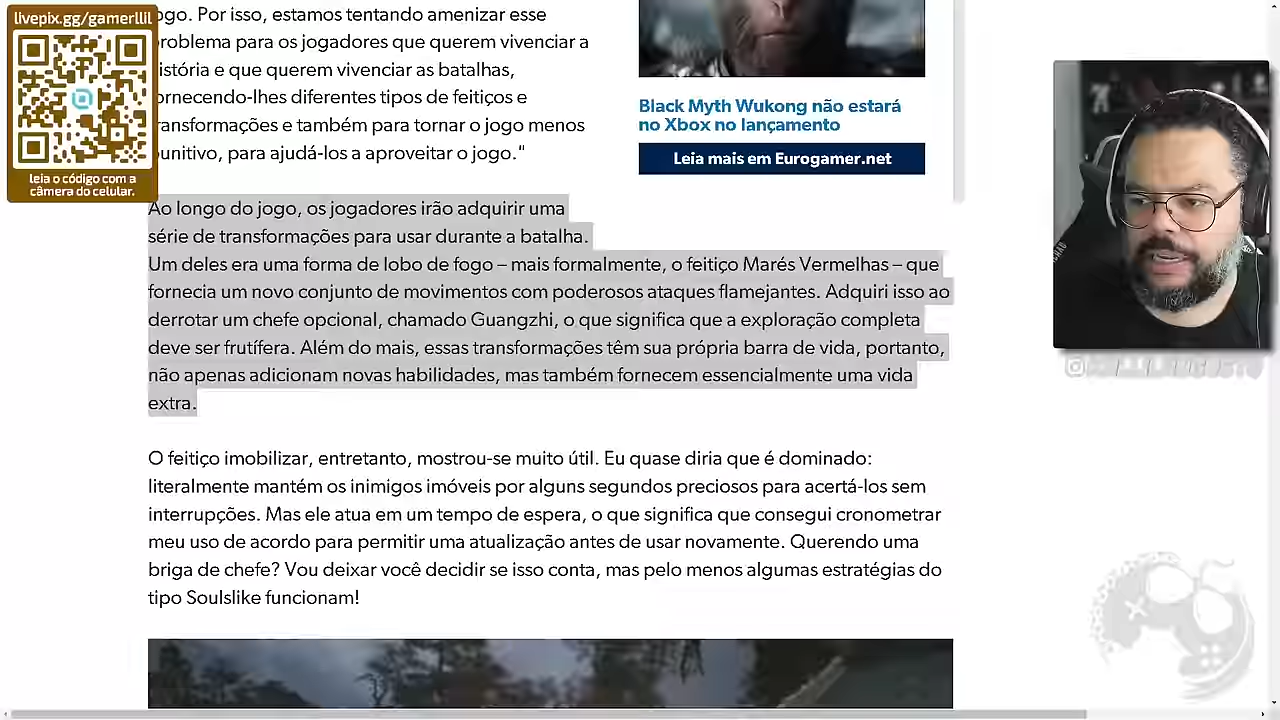 livepix.gg/gamerllil
leia o código com a
câmera do celular.
jogo. Por isso, estamos tentando amenizar esse
problema para os jogadores que querem vivenciar a
história e que querem vivenciar as batalhas,
fornecendo-lhes diferentes tipos de feitiços e
transformações e também para tornar o jogo menos
punitivo, para ajudá-los a aproveitar o jogo."
Black Myth Wukong não estará
no Xbox no lançamento
Leia mais em Eurogamer.net
Ao longo do jogo, os jogadores irão adquirir uma
série de transformações para usar durante a batalha.
Um deles era uma forma de lobo de fogo – mais formalmente, o feitiço Marés Vermelhas – que
fornecia um novo conjunto de movimentos com poderosos ataques flamejantes. Adquiri isso ao
derrotar um chefe opcional, chamado Guangzhi, o que significa que a exploração completa
deve ser frutífera. Além do mais, essas transformações têm sua própria barra de vida, portanto,
não apenas adicionam novas habilidades, mas também fornecem essencialmente uma vida
extra.
O feitiço imobilizar, entretanto, mostrou-se muito útil. Eu quase diria que é dominado:
literalmente mantém os inimigos imóveis por alguns segundos preciosos para acertá-los sem
interrupções. Mas ele atua em um tempo de espera, o que significa que consegui cronometrar
meu uso de acordo para permitir uma atualização antes de usar novamente. Querendo uma
briga de chefe? Vou deixar você decidir se isso conta, mas pelo menos algumas estratégias do
tipo Soulslike funcionam!